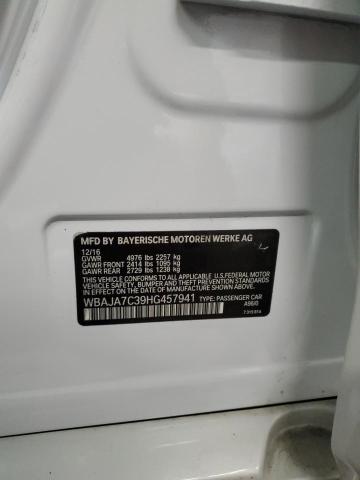 MFD BY BAYERISCHE MOTOREN WERKE AG
12/16
GVWR 4976 lbs 2257 kg
GAWR FRONT 2414 lbs 1095 kg
GAWR REAR 2729 lbs 1238 kg
THIS VEHICLE CONFORMS TO ALL APPLICABLE U.S. FEDERAL MOTOR
VEHICLE SAFETY, BUMPER AND THEFT PREVENTION STANDARDS
IN EFFECT ON THE DATE OF MANUFACTURE SHOWN ABOVE.
WBAJA7C39HG457941 TYPE: PASSENGER CAR
A96/0